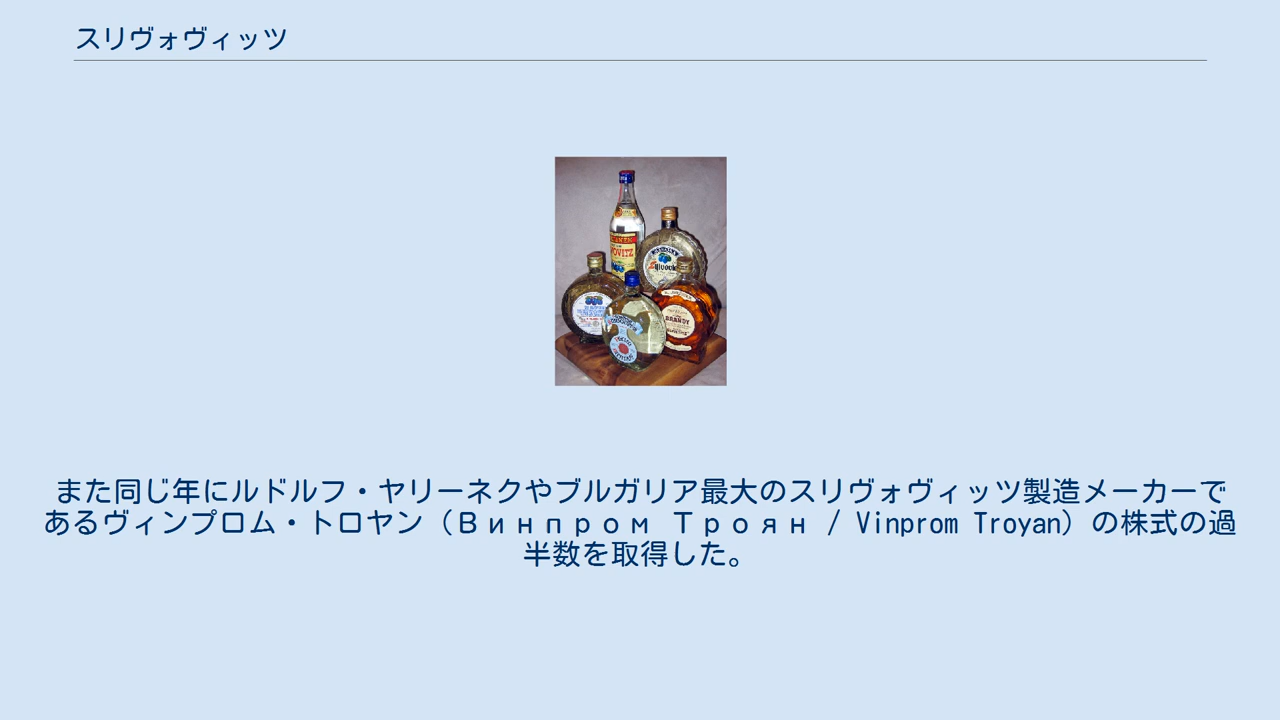 スリヴォヴィッツ
BRANDY
また同じ年にルドルフ・ヤリーネクやブルガリア最大のスリヴォヴィッツ製造メーカーで
あるヴィンプロム・トロヤン（Винпром Троян / Vinprom Troyan）の株式の過
半数を取得した。